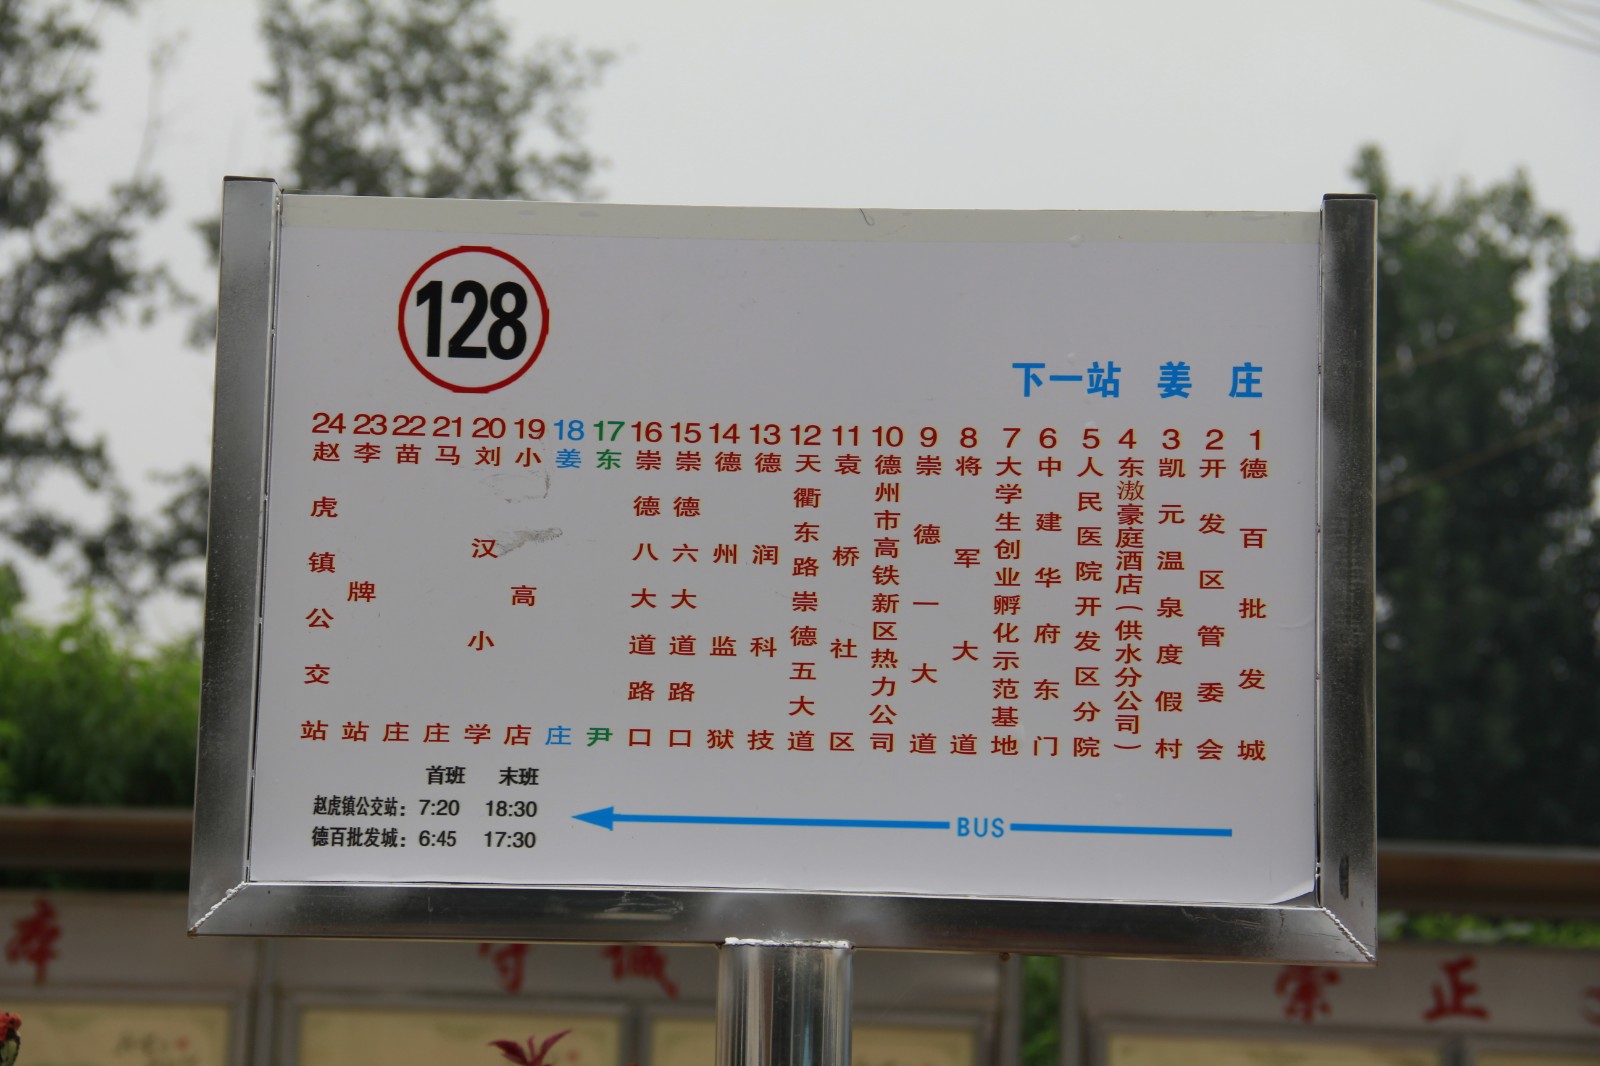 128
下一站 姜庄
24 赵虎镇公交站
23 李牌站
22 苗庄
21 马庄
20 刘汉小学
19 小高店
18 姜庄
17 东尹
16 崇德八大道路口
15 崇德六大道路口
14 德州监狱
13 德润科技
12 天衢东路崇德五大道
11 袁桥社区
10 德州市高铁新区热力公司
9 崇德一大道
8 将军大道
7 大学生创业孵化示范基地
6 中建华府东门
5 人民医院开发区分院
4 东滶豪庭酒店(供水分公司)
3 凯元温泉度假村
2 开发区管委会
1 德百批发城
首班 末班
赵虎镇公交站: 7:20 18:30
德百批发城: 6:45 17:30
BUS
本
守 诚
崇 正